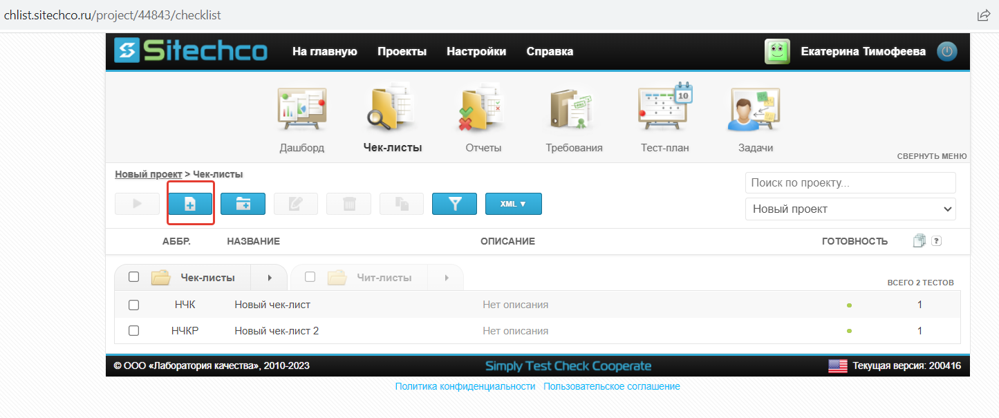 chlist.sitechco.ru/project/44843/checklist
Sitechco На главную Проекты Настройки Справка Екатерина Тимофеева
10
Дашборд Чек-листы Отчеты Требования Тест-план Задачи
СВЕРНУТЬ МЕНЮ
Новый проект > Чек-листы
Поиск по проекту...
XML ▼
Новый проект
АББР. НАЗВАНИЕ ОПИСАНИЕ ГОТОВНОСТЬ ?
Чек-листы Чит-листы
ВСЕГО 2 ТЕСТОВ
НЧК Новый чек-лист Нет описания 1
НЧКР Новый чек-лист 2 Нет описания 1
© ООО «Лаборатория качества», 2010-2023 Simply Test Check Cooperate Текущая версия: 200416
Политика конфиденциальности Пользовательское соглашение